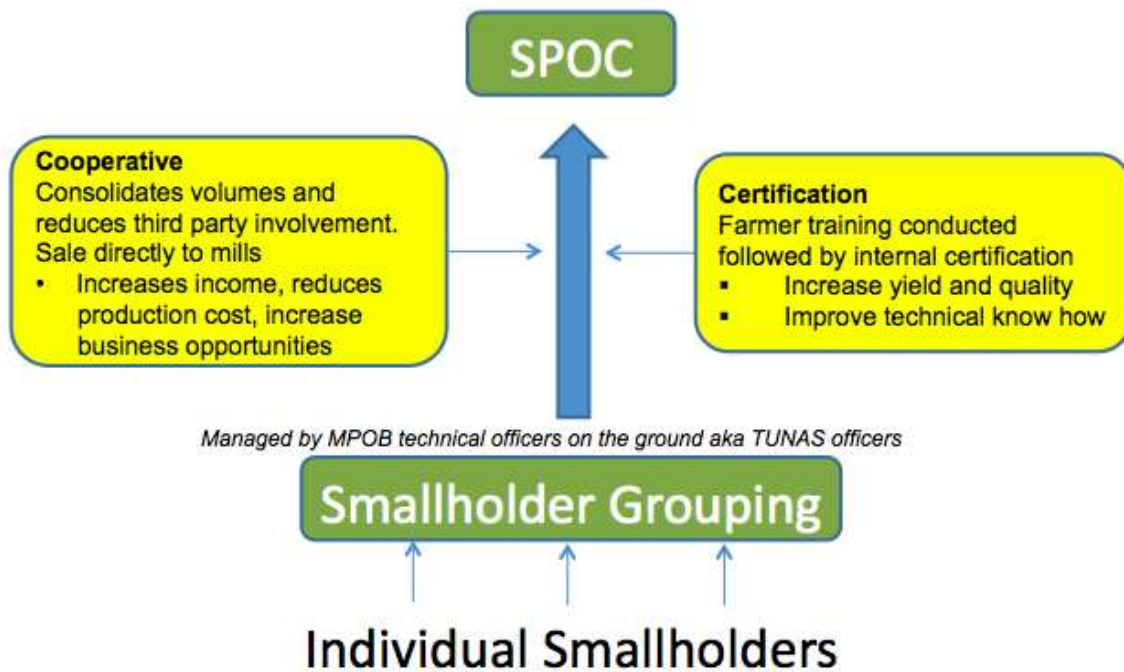 SPOC
Cooperative
Consolidates volumes and
reduces third party involvement.
Sale directly to mills
• Increases income, reduces
production cost, increase
business opportunities
Certification
Farmer training conducted
followed by internal certification
▪ Increase yield and quality
▪ Improve technical know how
Managed by MPOB technical officers on the ground aka TUNAS officers
Smallholder Grouping
Individual Smallholders